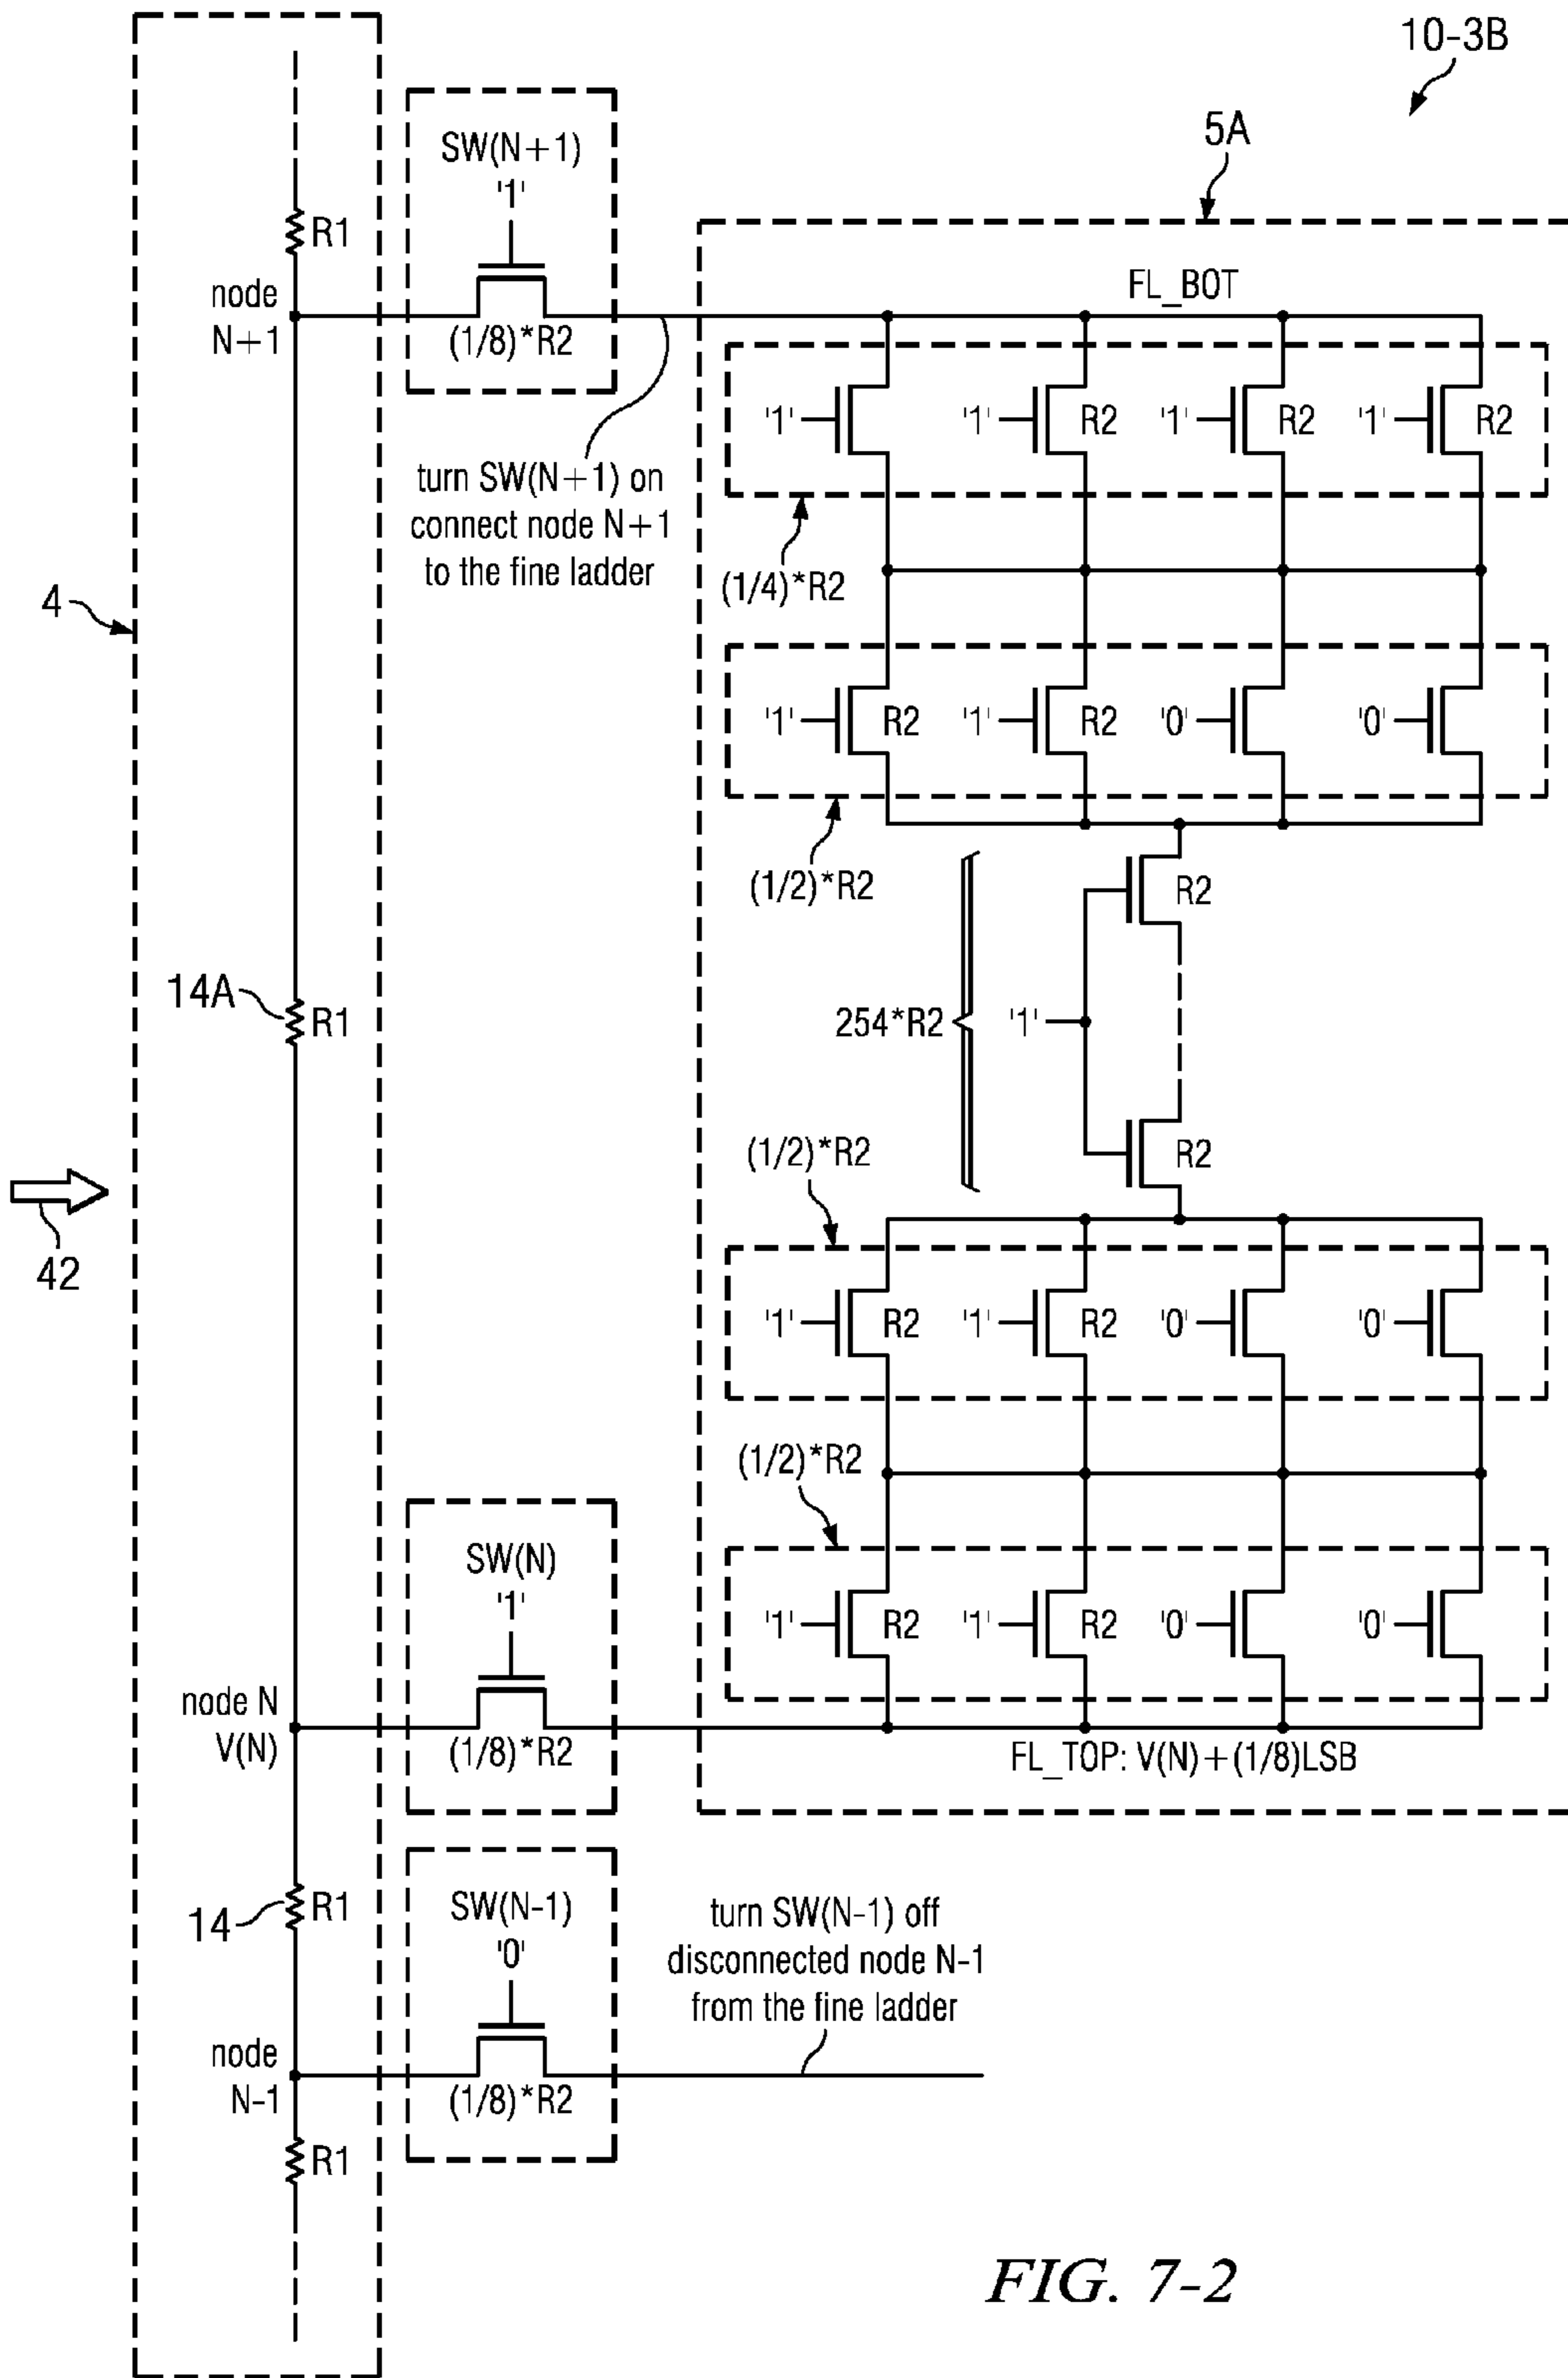 10-3B
5A
SW(N+1)
'1'
R1
node
N+1
(1/8)*R2
FL_BOT
'1'
'1'
R2
'1'
R2
'1'
R2
turn SW(N+1) on
connect node N+1
to the fine ladder
(1/4)*R2
4
'1'
R2
'1'
R2
'0'
'0'
(1/2)*R2
R2
14A
R1
254*R2
'1'
R2
(1/2)*R2
42
'1'
R2
'1'
R2
'0'
'0'
(1/2)*R2
SW(N)
'1'
'1'
R2
'1'
R2
'0'
'0'
node N
V(N)
(1/8)*R2
FL_TOP: V(N)+(1/8)LSB
14
R1
SW(N-1)
'0'
turn SW(N-1) off
disconnected node N-1
from the fine ladder
node
N-1
(1/8)*R2
R1
FIG. 7-2